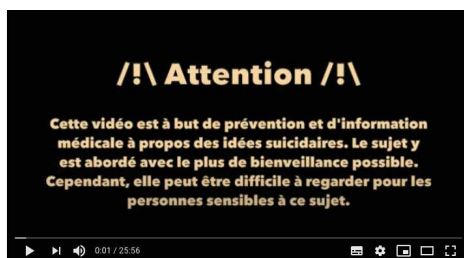 /!\ Attention /!\
Cette vidéo est à but de prévention et d'information
médicale à propos des idées suicidaires. Le sujet y
est abordé avec le plus de bienveillance possible.
Cependant, elle peut être difficile à regarder pour les
personnes sensibles à ce sujet.
0:01 / 25:56